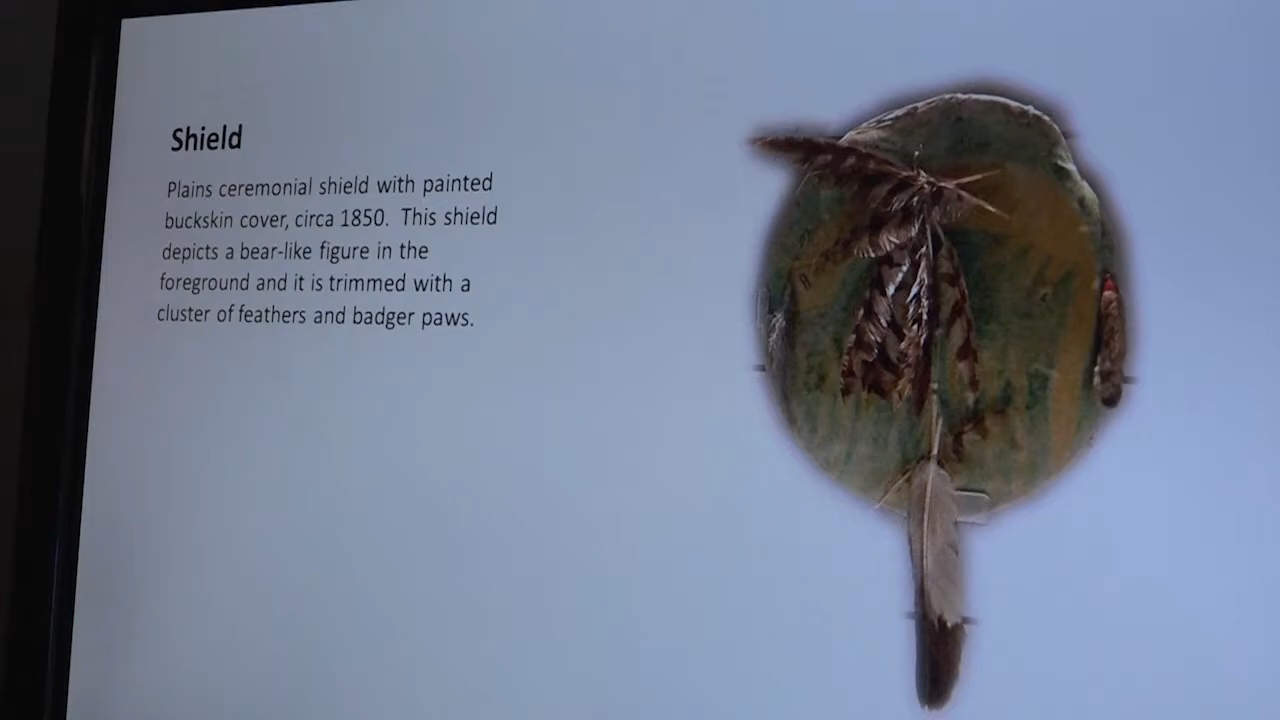 Shield
Plains ceremonial shield with painted
buckskin cover, circa 1850. This shield
depicts a bear-like figure in the
foreground and it is trimmed with a
cluster of feathers and badger paws.